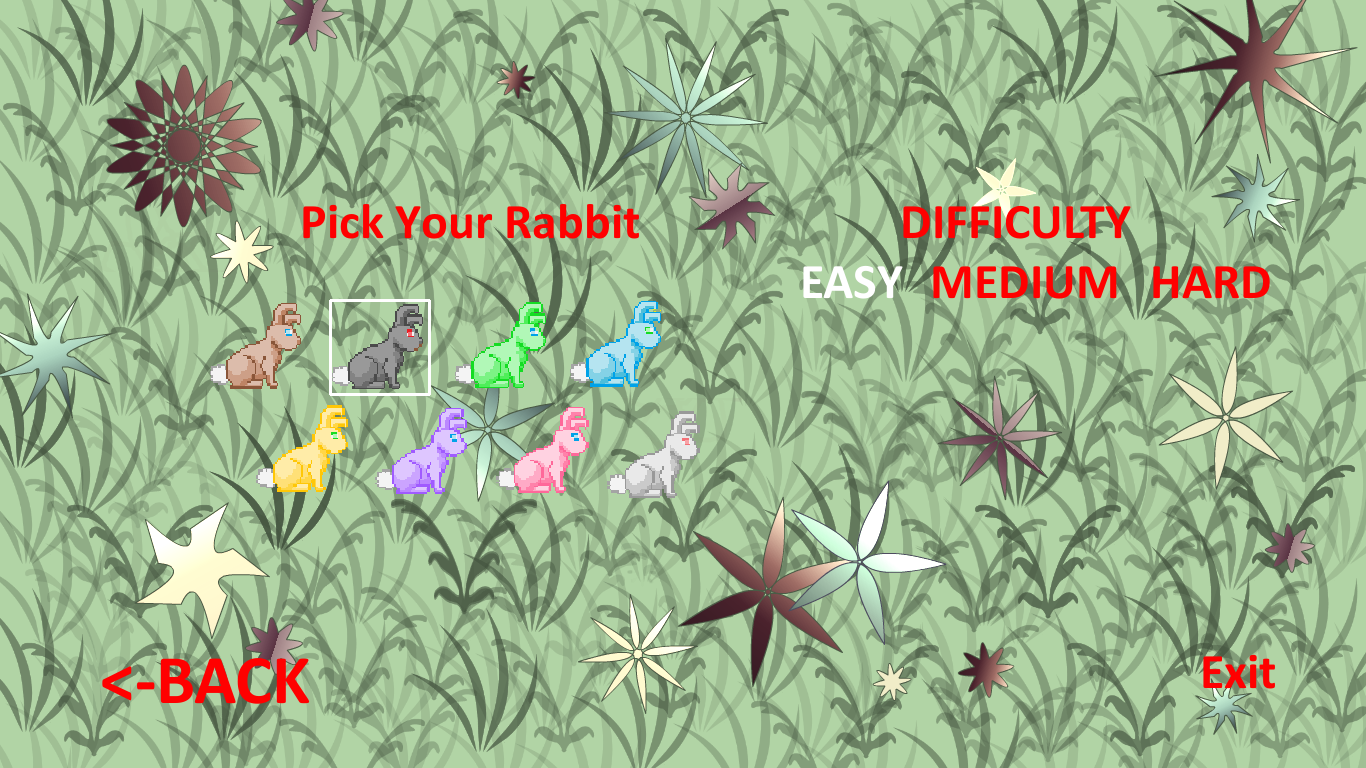 Pick Your Rabbit
DIFFICULTY
EASY MEDIUM HARD
<-BACK
Exit